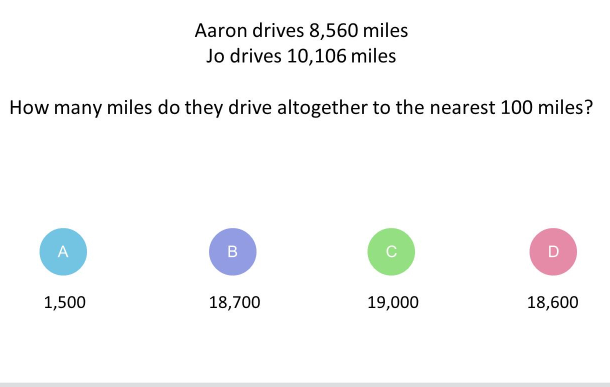 Aaron drives 8,560 miles
Jo drives 10,106 miles
How many miles do they drive altogether to the nearest 100 miles?
A B C D
1,500 18,700 19,000 18,600